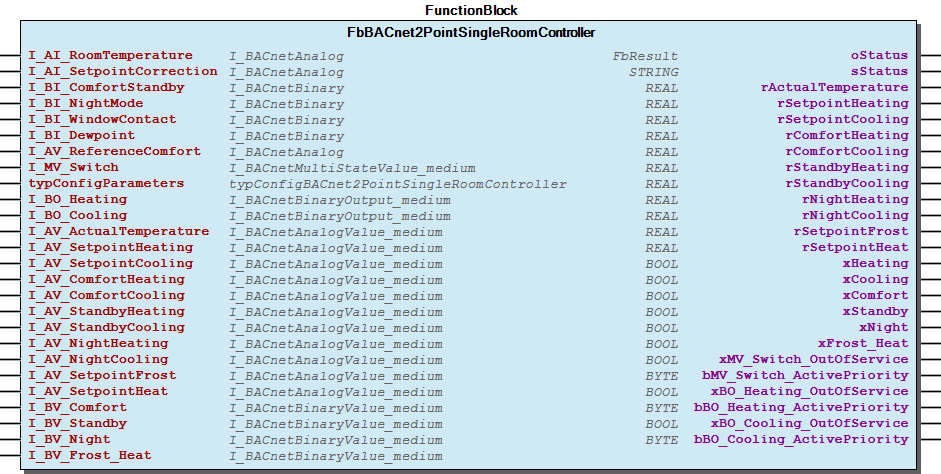 FunctionBlock
FbBACnet2PointSingleRoomController
I_AI_RoomTemperature I_BACnetAnalog FbResult oStatus
I_AI_SetpointCorrection I_BACnetAnalog STRING sStatus
I_BI_ComfortStandby I_BACnetBinary REAL rActualTemperature
I_BI_NightMode I_BACnetBinary REAL rSetpointHeating
I_BI_WindowContact I_BACnetBinary REAL rSetpointCooling
I_BI_Dewpoint I_BACnetBinary REAL rComfortHeating
I_AV_ReferenceComfort I_BACnetAnalog REAL rComfortCooling
I_MV_Switch I_BACnetMultiStateValue_medium REAL rStandbyHeating
typConfigParameters typConfigBACnet2PointSingleRoomController REAL rStandbyCooling
I_BO_Heating I_BACnetBinaryOutput_medium REAL rNightHeating
I_BO_Cooling I_BACnetBinaryOutput_medium REAL rNightCooling
I_AV_ActualTemperature I_BACnetAnalogValue_medium REAL rSetpointFrost
I_AV_SetpointHeating I_BACnetAnalogValue_medium REAL rSetpointHeat
I_AV_SetpointCooling I_BACnetAnalogValue_medium BOOL xHeating
I_AV_ComfortHeating I_BACnetAnalogValue_medium BOOL xCooling
I_AV_ComfortCooling I_BACnetAnalogValue_medium BOOL xComfort
I_AV_StandbyHeating I_BACnetAnalogValue_medium BOOL xStandby
I_AV_StandbyCooling I_BACnetAnalogValue_medium BOOL xNight
I_AV_NightHeating I_BACnetAnalogValue_medium BOOL xFrost_Heat
I_AV_NightCooling I_BACnetAnalogValue_medium BOOL xMV_Switch_OutOfService
I_AV_SetpointFrost I_BACnetAnalogValue_medium BYTE bMV_Switch_ActivePriority
I_AV_SetpointHeat I_BACnetAnalogValue_medium BOOL xBO_Heating_OutOfService
I_BV_Comfort I_BACnetBinaryValue_medium BYTE bBO_Heating_ActivePriority
I_BV_Standby I_BACnetBinaryValue_medium BOOL xBO_Cooling_OutOfService
I_BV_Night I_BACnetBinaryValue_medium BYTE bBO_Cooling_ActivePriority
I_BV_Frost_Heat I_BACnetBinaryValue_medium